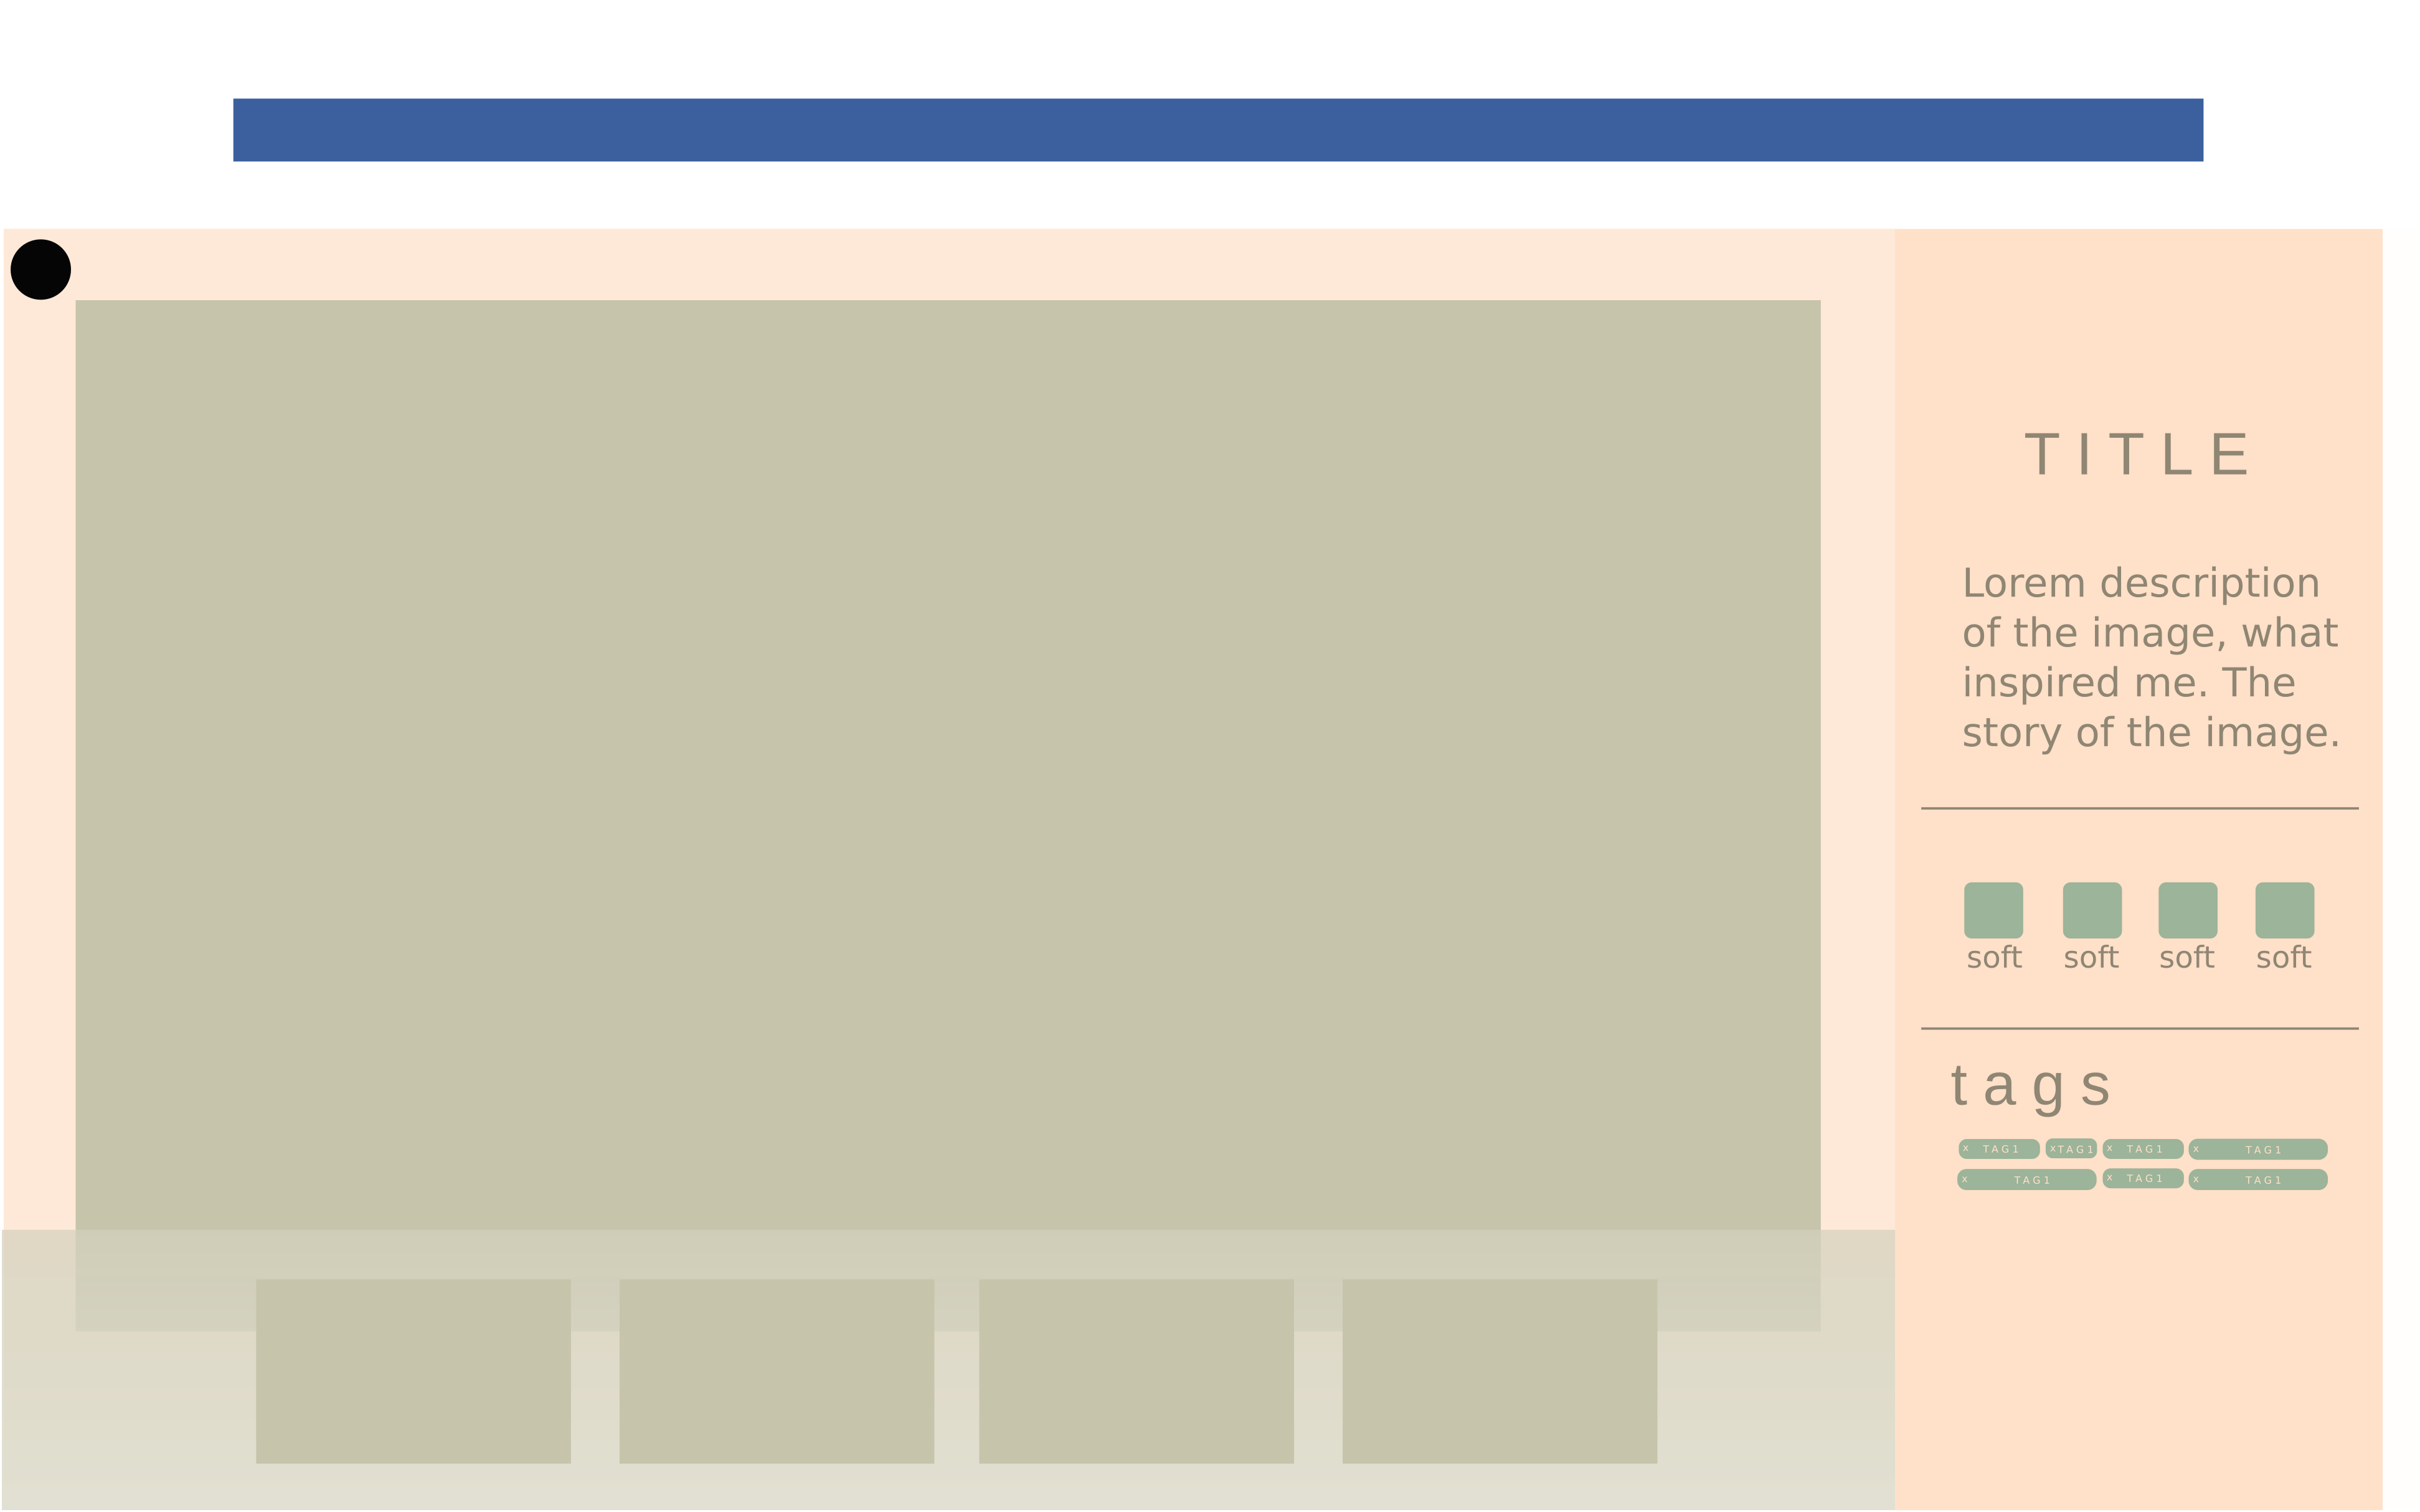 TITLE
Lorem description
of the image, what
inspired me. The
story of the image.
soft soft soft soft
tags
x TAG1 x TAG1 x TAG1 x TAG1
x TAG1 x TAG1 x TAG1